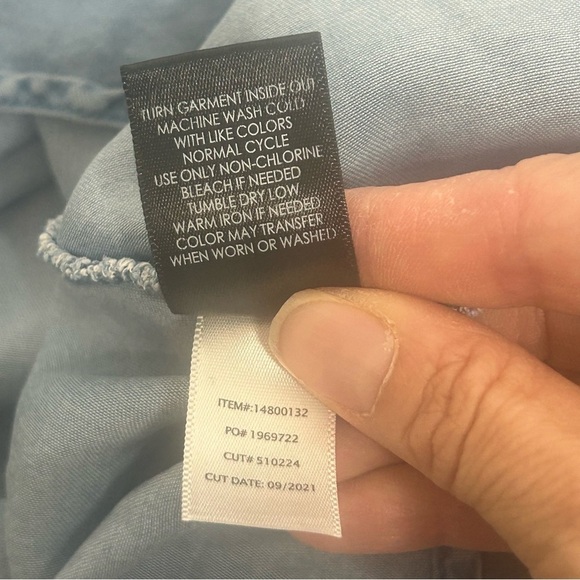 TURN GARMENT INSIDE OUT
MACHINE WASH COLD
WITH LIKE COLORS
NORMAL CYCLE
USE ONLY NON-CHLORINE
BLEACH IF NEEDED
TUMBLE DRY LOW
WARM IRON IF NEEDED
COLOR MAY TRANSFER
WHEN WORN OR WASHED
ITEM#:14800132
PO# 1969722
CUT# 510224
CUT DATE: 09/2021